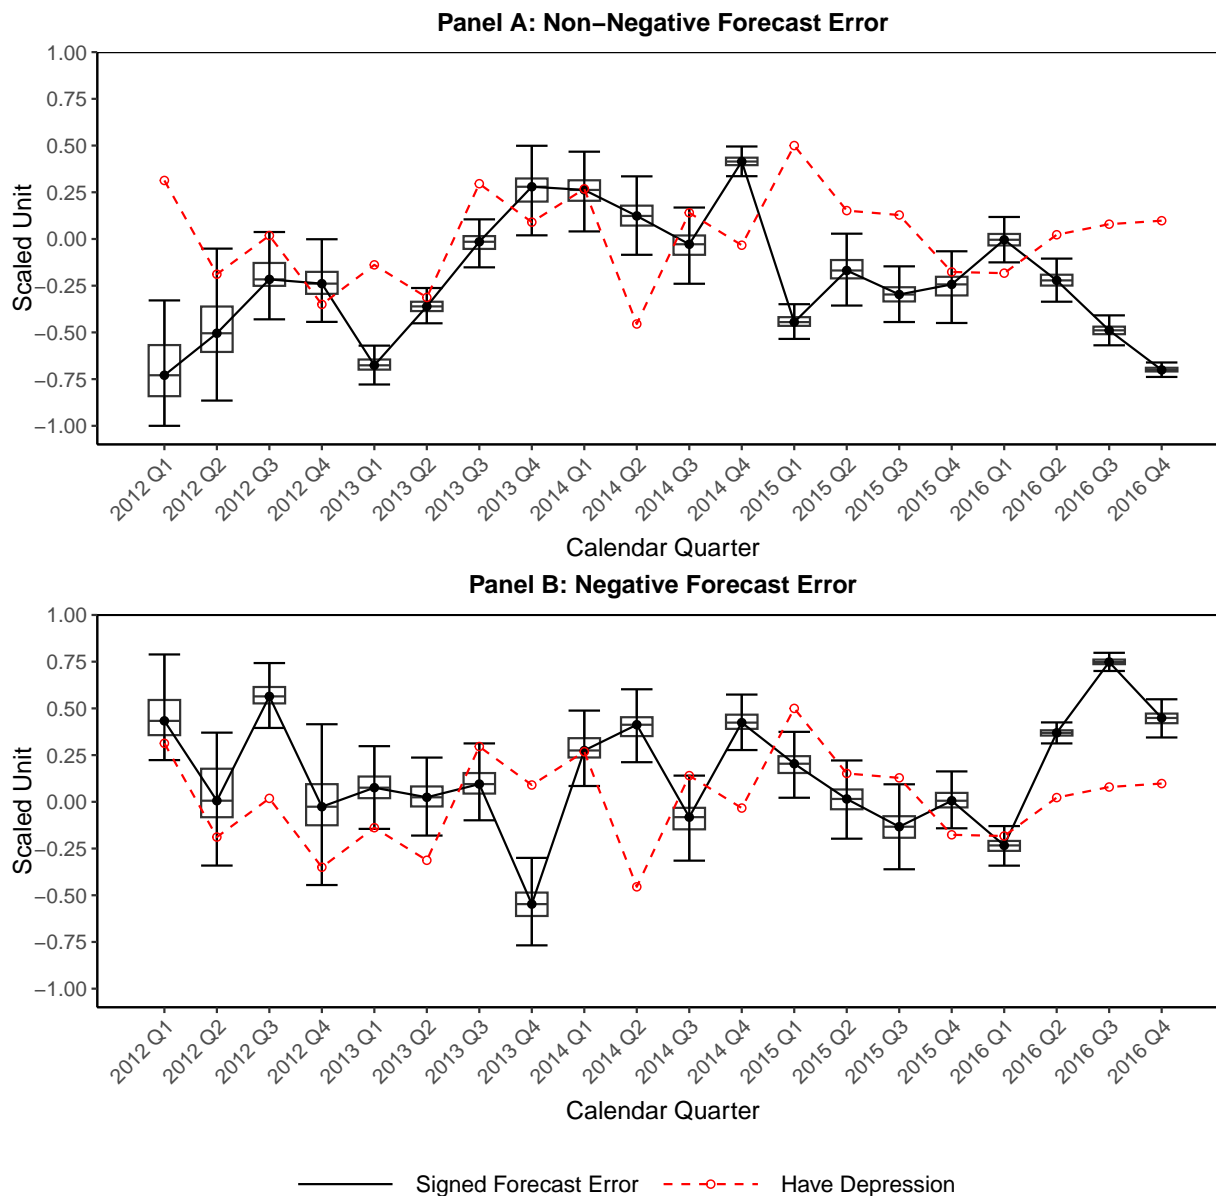 Panel A: Non−Negative Forecast Error
1.00
0.75
0.50
0.25
0.00
−0.25
−0.50
−0.75
−1.00
Scaled Unit
2012 Q1
2012 Q2
2012 Q3
2012 Q4
2013 Q1
2013 Q2
2013 Q3
2013 Q4
2014 Q1
2014 Q2
2014 Q3
2014 Q4
2015 Q1
2015 Q2
2015 Q3
2015 Q4
2016 Q1
2016 Q2
2016 Q3
2016 Q4
Calendar Quarter
Panel B: Negative Forecast Error
1.00
0.75
0.50
0.25
0.00
−0.25
−0.50
−0.75
−1.00
Scaled Unit
2012 Q1
2012 Q2
2012 Q3
2012 Q4
2013 Q1
2013 Q2
2013 Q3
2013 Q4
2014 Q1
2014 Q2
2014 Q3
2014 Q4
2015 Q1
2015 Q2
2015 Q3
2015 Q4
2016 Q1
2016 Q2
2016 Q3
2016 Q4
Calendar Quarter
Signed Forecast Error
Have Depression